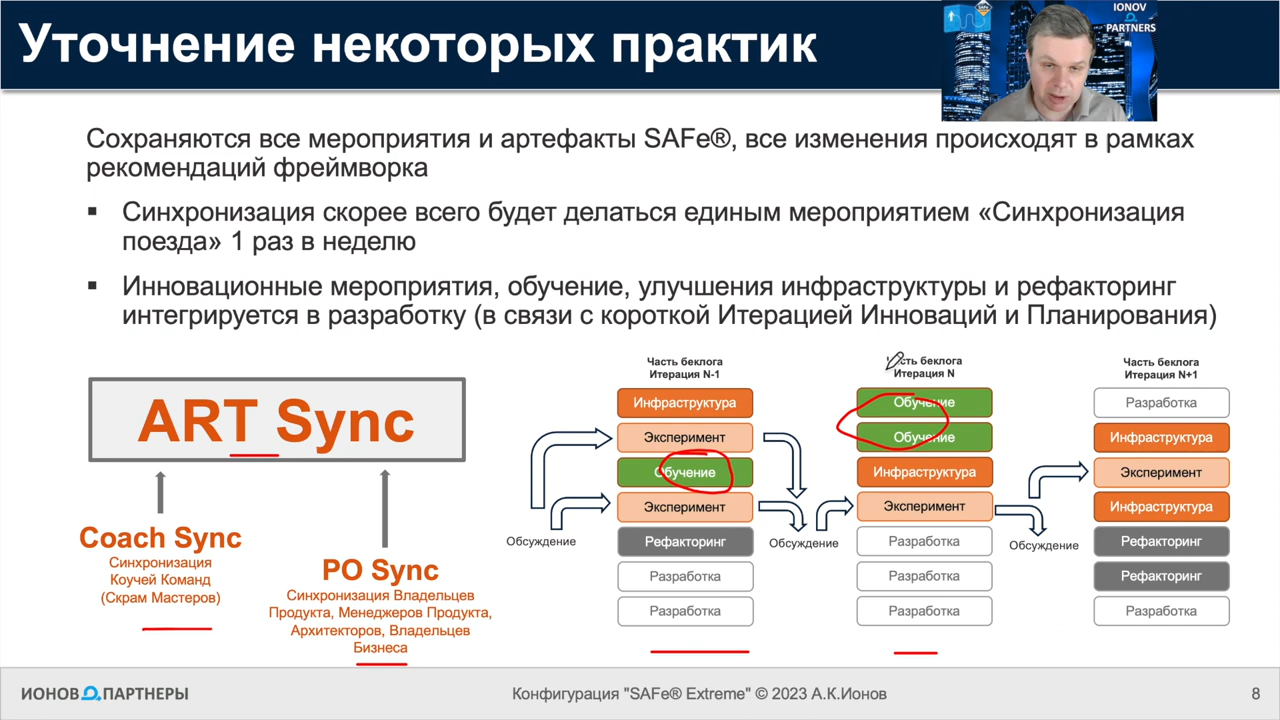 Уточнение некоторых практик
SAFe
IONOV
PARTNERS
Сохраняются все мероприятия и артефакты SAFe®, все изменения происходят в рамках
рекомендаций фреймворка
▪ Синхронизация скорее всего будет делаться единым мероприятием «Синхронизация
поезда» 1 раз в неделю
▪ Инновационные мероприятия, обучение, улучшения инфраструктуры и рефакторинг
интегрируется в разработку (в связи с короткой Итерацией Инноваций и Планирования)
ART Sync
Coach Sync
Синхронизация
Коучей Команд
(Скрам Мастеров)
PO Sync
Синхронизация Владельцев
Продукта, Менеджеров Продукта,
Архитекторов, Владельцев
Бизнеса
Часть беклога
Итерация N-1
Инфраструктура
Эксперимент
Обучение
Эксперимент
Рефакторинг
Разработка
Разработка
Обсуждение
Часть беклога
Итерация N
Обучение
Обучение
Инфраструктура
Эксперимент
Разработка
Разработка
Разработка
Обсуждение
Часть беклога
Итерация N+1
Разработка
Инфраструктура
Эксперимент
Инфраструктура
Рефакторинг
Рефакторинг
Разработка
Обсуждение
ИОНОВ ПАРТНЕРЫ
Конфигурация "SAFe® Extreme" © 2023 А.К.Ионов
8